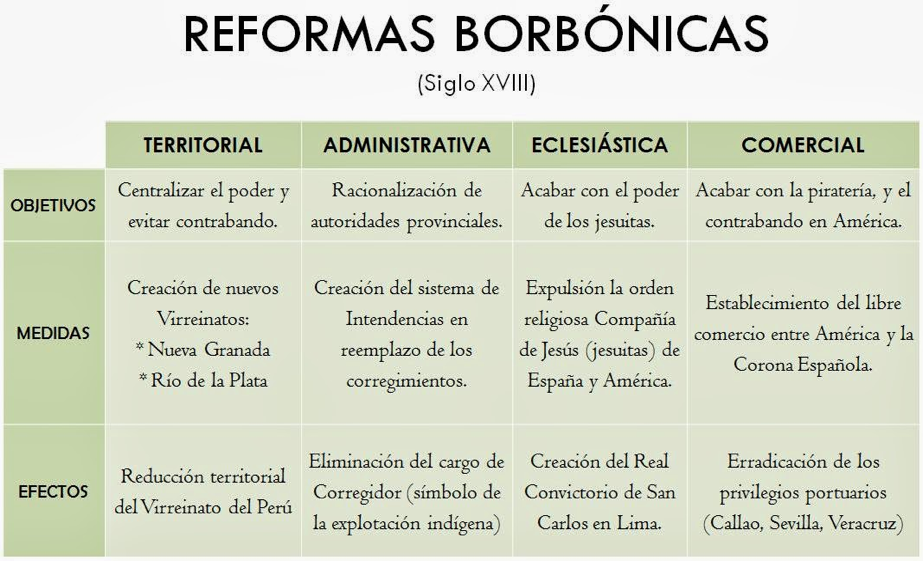 REFORMAS BORBÓNICAS
(Siglo XVIII)
TERRITORIAL
ADMINISTRATIVA
ECLESIÁSTICA
COMERCIAL
OBJETIVOS
Centralizar el poder y
evitar contrabando.
Racionalización de
autoridades provinciales.
Acabar con el poder
de los jesuitas.
Acabar con la piratería, y el
contrabando en América.
MEDIDAS
Creación de nuevos
Virreinatos:
* Nueva Granada
* Río de la Plata
Creación del sistema de
Intendencias en
reemplazo de los
corregimientos.
Expulsión la orden
religiosa Compañía
de Jesús (jesuitas) de
España y América.
Establecimiento del libre
comercio entre América y la
Corona Española.
EFECTOS
Reducción territorial
del Virreinato del Perú
Eliminación del cargo de
Corregidor (símbolo de
la explotación indígena)
Creación del Real
Convictorio de San
Carlos en Lima.
Erradicación de los
privilegios portuarios
(Callao, Sevilla, Veracruz)